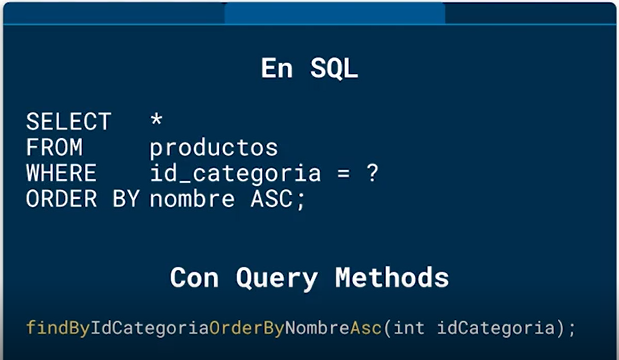 En SQL
SELECT *
FROM productos
WHERE id_categoria = ?
ORDER BY nombre ASC;
Con Query Methods
findByIdCategoriaOrderByNombreAsc(int idCategoria);